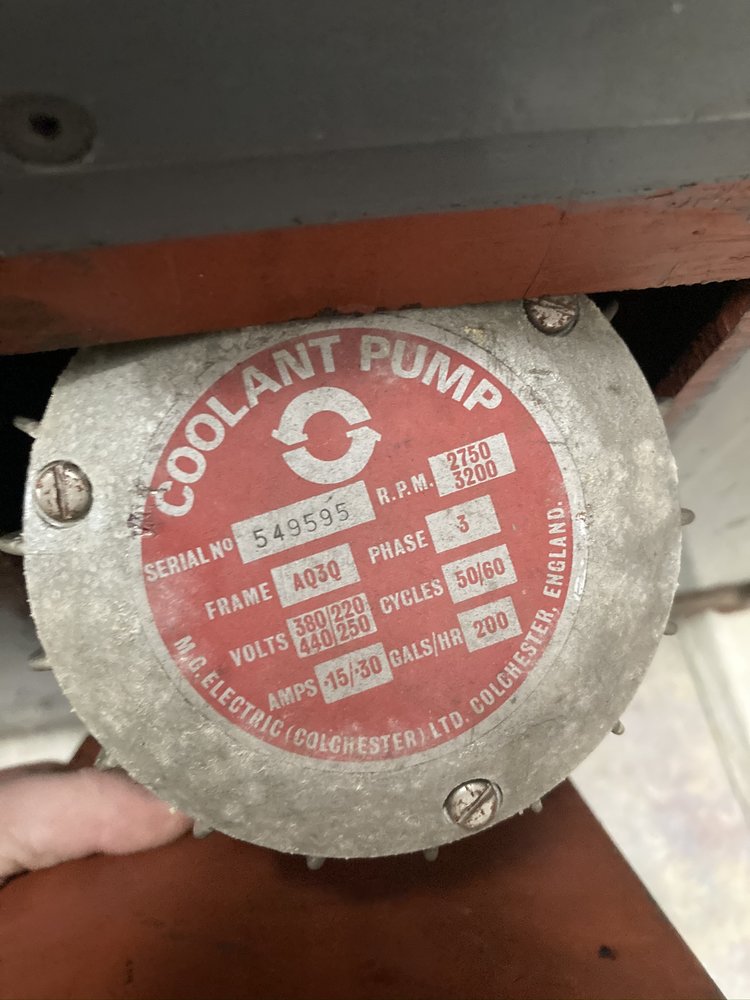 COOLANT PUMP
SERIAL NO 549595
R.P.M. 2750 3200
FRAME AQ3Q
PHASE 3
VOLTS 380 220 440 250
CYCLES 50/60
AMPS ·15/·30
GALS/HR 200
M.C. ELECTRIC (COLCHESTER) LTD. COLCHESTER, ENGLAND.